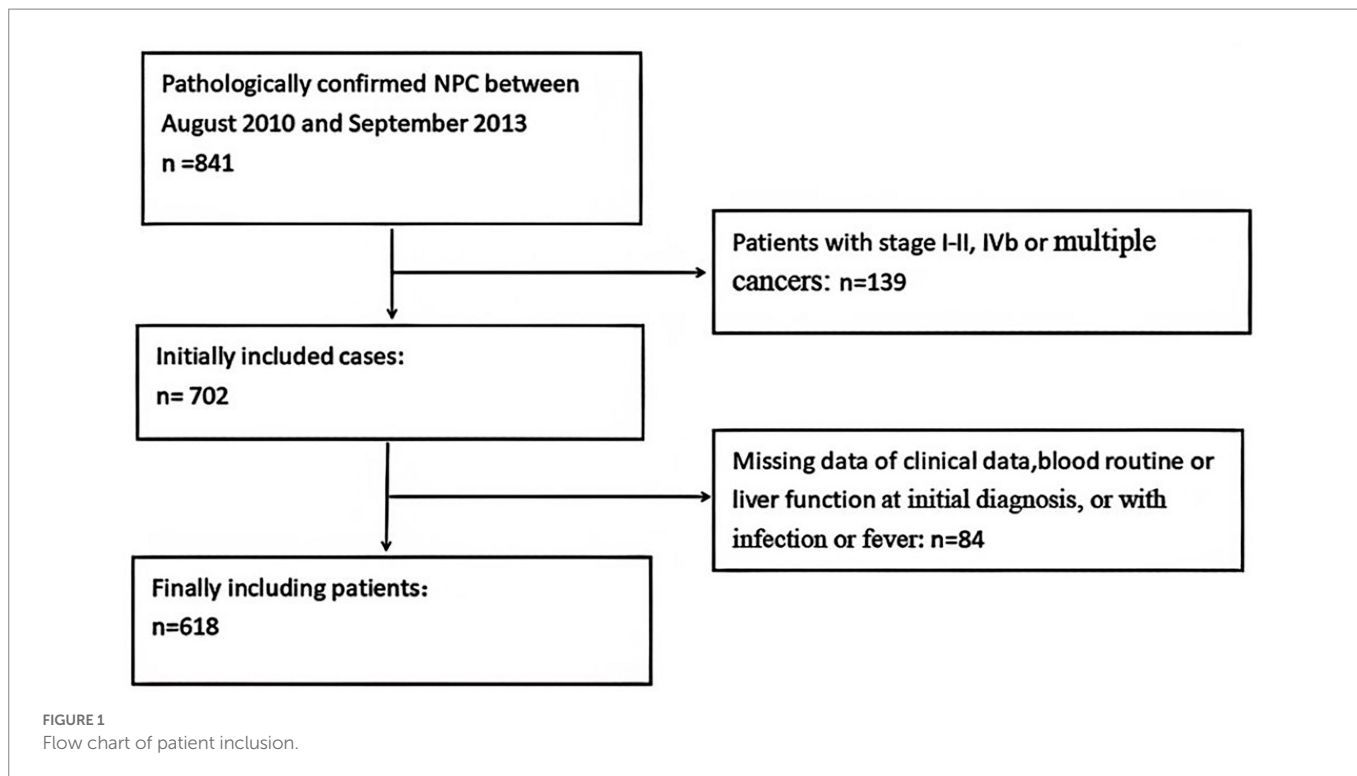 Pathologically confirmed NPC between
August 2010 and September 2013
n =841
Patients with stage I-II, IVb or multiple
cancers: n=139
Initially included cases:
n= 702
Missing data of clinical data,blood routine or
liver function at initial diagnosis, or with
infection or fever: n=84
Finally including patients:
n=618
FIGURE 1
Flow chart of patient inclusion.